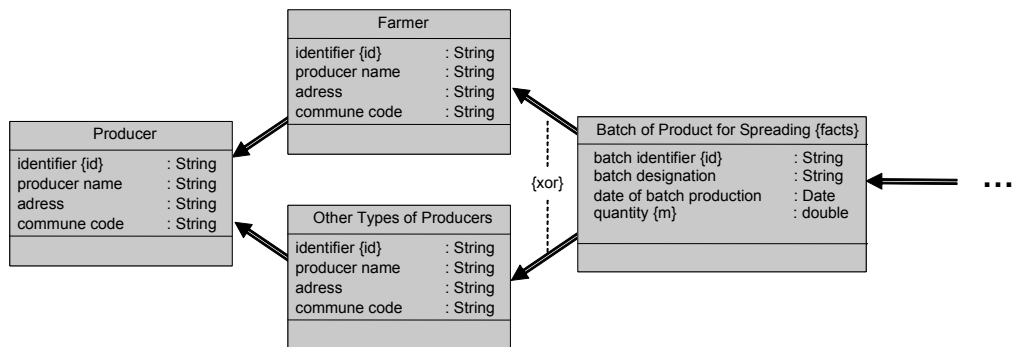 Farmer
identifier {id} : String
producer name : String
adress : String
commune code : String
Producer
identifier {id} : String
producer name : String
adress : String
commune code : String
{xor}
Other Types of Producers
identifier {id} : String
producer name : String
adress : String
commune code : String
Batch of Product for Spreading {facts}
batch identifier {id} : String
batch designation : String
date of batch production : Date
quantity {m} : double
...